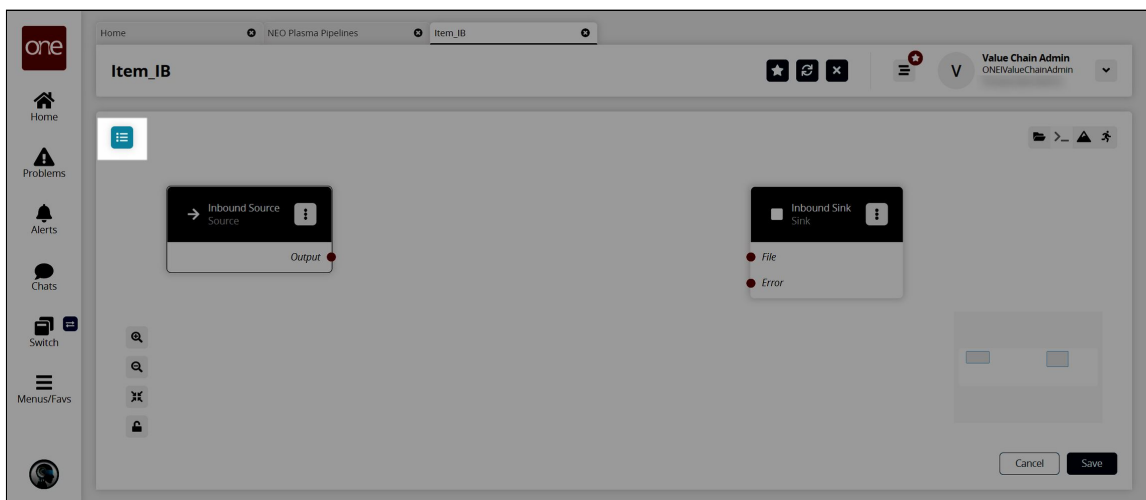 one
Home
NEO Plasma Pipelines
Item_IB
Item_IB
V
Value Chain Admin
ONEIValueChainAdmin
Home
Problems
Alerts
Chats
Switch
Menus/Favs
Inbound Source
Source
Output
Inbound Sink
Sink
File
Error
Cancel
Save